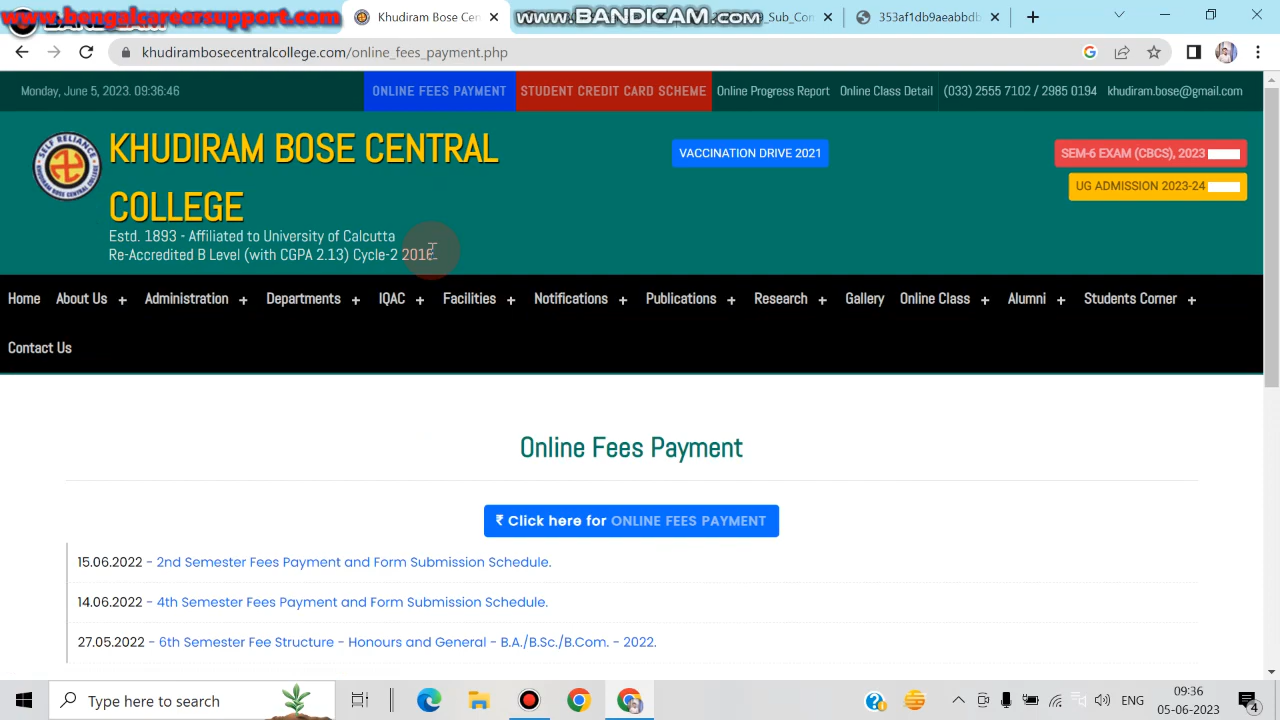 www.bengalcareersupport.com
Khudiram Bose Cen
www.BANDICAM.com
353af1db9aeabbdb
khudirambosecentralcollege.com/online_fees_payment.php
Monday, June 5, 2023. 09:36:46
ONLINE FEES PAYMENT
STUDENT CREDIT CARD SCHEME
Online Progress Report
Online Class Detail
(033) 2555 7102 / 2985 0194
khudiram.bose@gmail.com
SELF RELIANCE
KHUDIRAM BOSE CENTRAL
COLLEGE
Estd. 1893 - Affiliated to University of Calcutta
Re-Accredited B Level (with CGPA 2.13) Cycle-2 2016
VACCINATION DRIVE 2021
SEM-6 EXAM (CBCS), 2023
UG ADMISSION 2023-24
Home About Us + Administration + Departments + IQAC + Facilities + Notifications + Publications + Research + Gallery Online Class + Alumni + Students Corner +
Contact Us
Online Fees Payment
₹ Click here for ONLINE FEES PAYMENT
15.06.2022 - 2nd Semester Fees Payment and Form Submission Schedule.
14.06.2022 - 4th Semester Fees Payment and Form Submission Schedule.
27.05.2022 - 6th Semester Fee Structure - Honours and General - B.A./B.Sc./B.Com. - 2022.
Type here to search
09:36
05-06-2023
4